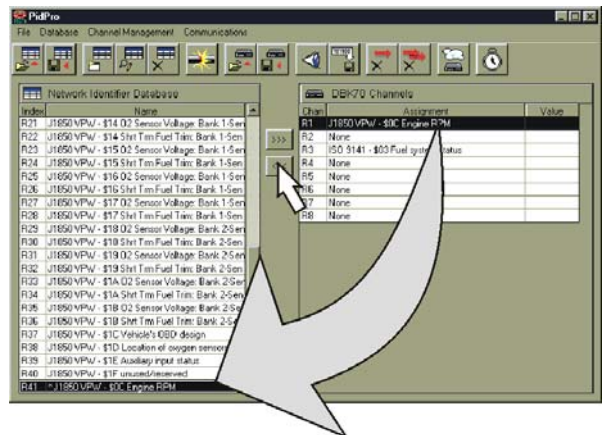 PidPro
File Database Channel Management Communications
Network Identifier Database
Index Name
R21 J1850 VPW - $14 O2 Sensor Voltage: Bank 1-Sen
R22 J1850 VPW - $14 Shrt Trm Fuel Trim: Bank 1-Sen
R23 J1850 VPW - $15 O2 Sensor Voltage: Bank 1-Sen
R24 J1850 VPW - $15 Shrt Trm Fuel Trim: Bank 1-Sen
R25 J1850 VPW - $16 O2 Sensor Voltage: Bank 1-Sen
R26 J1850 VPW - $16 Shrt Trm Fuel Trim: Bank 1-Sen
R27 J1850 VPW - $17 O2 Sensor Voltage: Bank 1-Sen
R28 J1850 VPW - $17 Shrt Trm Fuel Trim: Bank 1-Sen
R29 J1850 VPW - $18 O2 Sensor Voltage: Bank 2-Sen
R30 J1850 VPW - $18 Shrt Trm Fuel Trim: Bank 2-Sen
R31 J1850 VPW - $19 O2 Sensor Voltage: Bank 2-Sen
R32 J1850 VPW - $19 Shrt Trm Fuel Trim: Bank 2-Sen
R33 J1850 VPW - $1A O2 Sensor Voltage: Bank 2-Sen
R34 J1850 VPW - $1A Shrt Trm Fuel Trim: Bank 2-Sen
R35 J1850 VPW - $1B O2 Sensor Voltage: Bank 2-Sen
R36 J1850 VPW - $1B Shrt Trm Fuel Trim: Bank 2-Se
R37 J1850 VPW - $1C Vehicle's OBD design
R38 J1850 VPW - $1D Location of oxygen sensors
R39 J1850 VPW - $1E Auxiliary input status
R40 J1850 VPW - $1F unused/reserved
R41 *J1850 VPW - $0C Engine RPM
>>>
DBK70 Channels
Chan Assignment Value
R1 J1850 VPW - $0C Engine RPM
R2 None
R3 ISO 9141 - $03 Fuel system status
R4 None
R5 None
R6 None
R7 None
R8 None